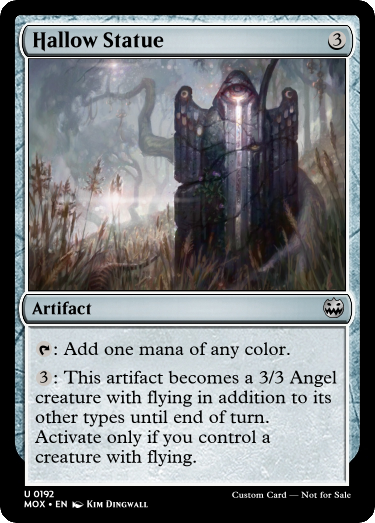 Hallow Statue 3
Artifact
: Add one mana of any color.
3: This artifact becomes a 3/3 Angel
creature with flying in addition to its
other types until end of turn.
Activate only if you control a
creature with flying.
U 0192
MOX • EN Kim Dingwall
Custom Card — Not for Sale